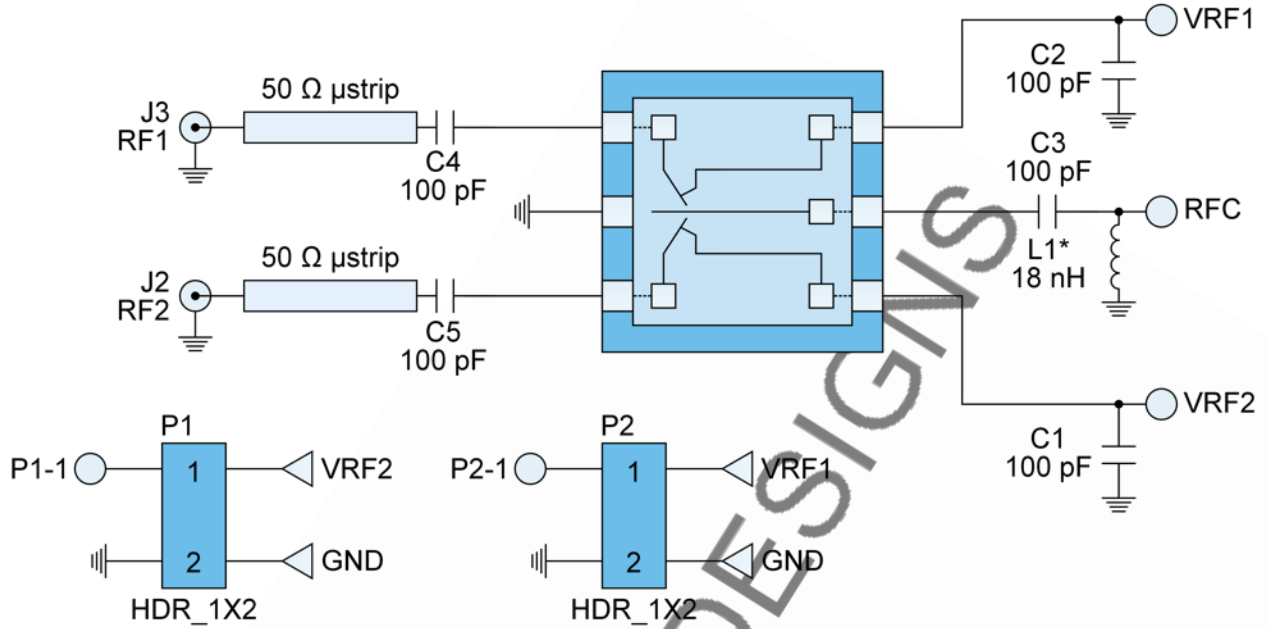 VRF1
C2
100 pF
50 Ω µstrip
J3
RF1
C4
100 pF
C3
100 pF
RFC
L1*
18 nH
50 Ω µstrip
J2
RF2
C5
100 pF
VRF2
C1
100 pF
P1
P1-1
1
VRF2
2
GND
HDR_1X2
P2
P2-1
1
VRF1
2
GND
HDR_1X2
DESIGNS